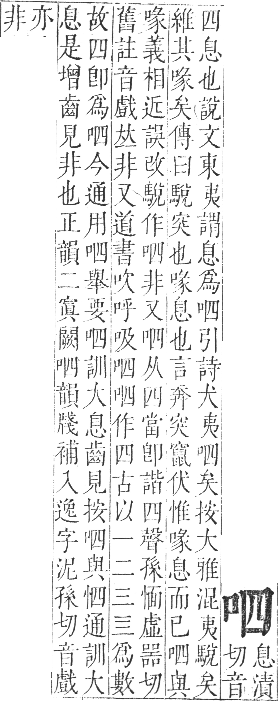 呬
息漬
切音
四息也說文東夷謂息爲呬引詩犬夷呬矣按大雅混夷駾矣
維其喙矣傳曰駾突也喙息也言奔突竄伏惟喙息而已呬與
喙義相近誤改駾作呬非又呬从四當卽諧四聲孫愐虛器切
舊註音戲𠀤非又道書吹呼吸呬呬作四古以一二三亖爲數
故四卽爲呬今通用呬舉要呬訓大息齒見按呬與怬通訓大
息是增齒見非也正韻二寘闕呬韻牋補入逸字泥孫切音戲
亦
非